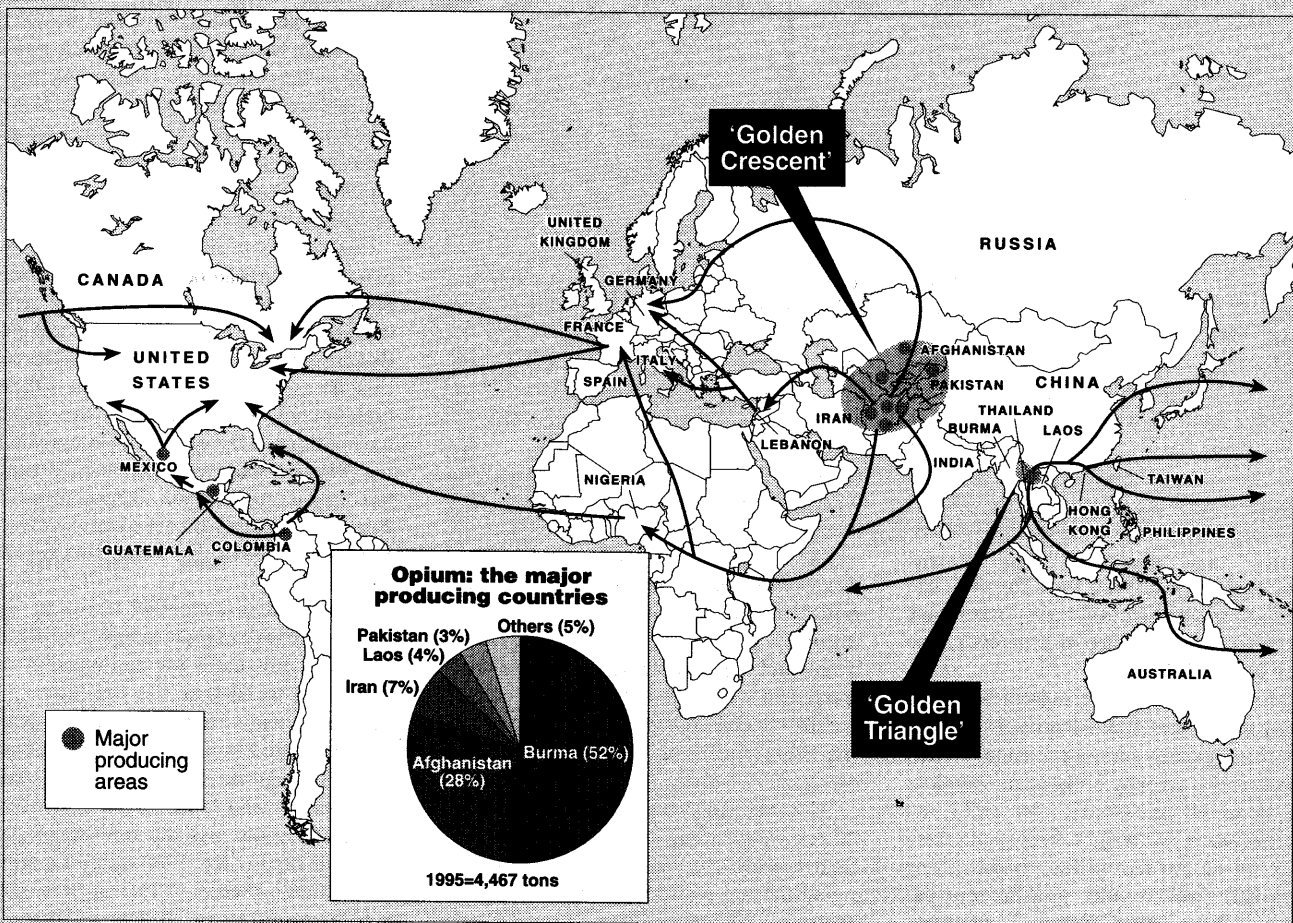 'Golden
Crescent'
UNITED
KINGDOM
RUSSIA
CANADA
GERMANY
FRANCE
UNITED
STATES
ITALY
SPAIN
AFGHANISTAN
PAKISTAN
CHINA
IRAN
THAILAND
BURMA
LAOS
LEBANON
MEXICO
NIGERIA
INDIA
TAIWAN
HONG
KONG
PHILIPPINES
GUATEMALA
COLOMBIA
Opium: the major
producing countries
Others (5%)
Pakistan (3%)
Laos (4%)
Iran (7%)
Burma (52%)
Afghanistan
(28%)
1995=4,467 tons
AUSTRALIA
'Golden
Triangle'
Major
producing
areas